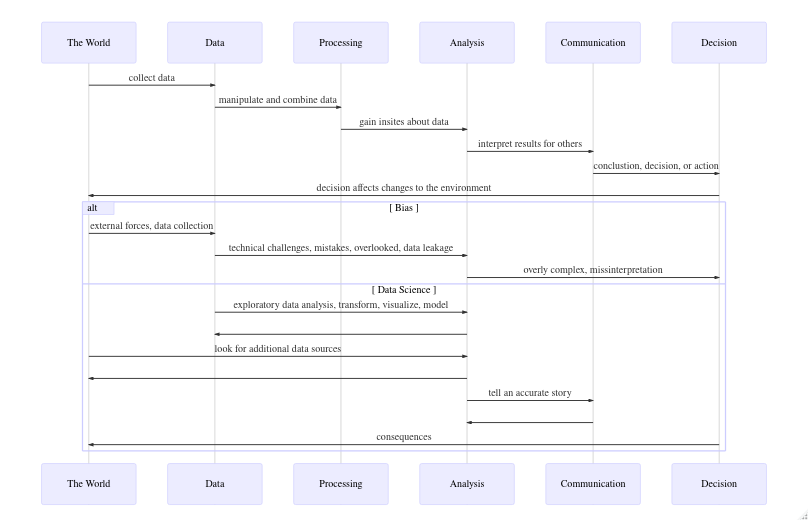 The World Data Processing Analysis Communication Decision
collect data
manipulate and combine data
gain insites about data
interpret results for others
conclustion, decision, or action
decision affects changes to the environment
alt [ Bias ]
external forces, data collection
technical challenges, mistakes, overlooked, data leakage
overly complex, missinterpretation
[ Data Science ]
exploratory data analysis, transform, visualize, model
look for additional data sources
tell an accurate story
consequences
The World Data Processing Analysis Communication Decision